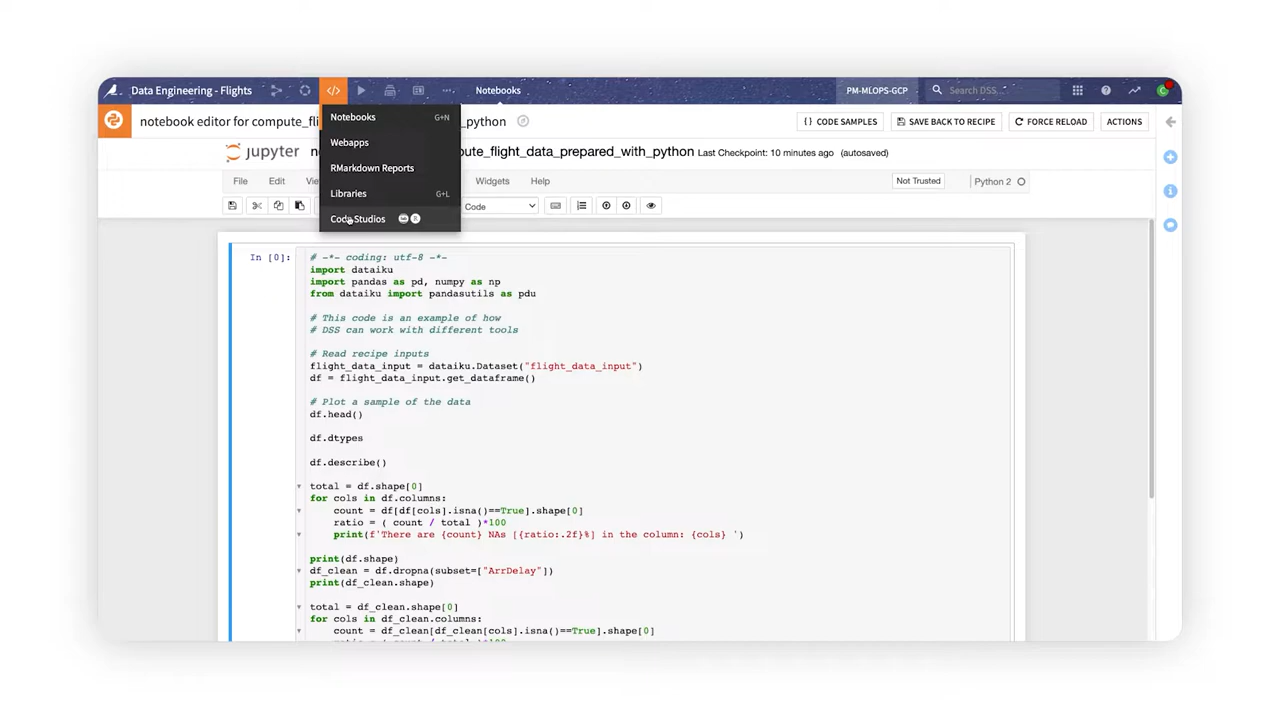 Data Engineering - Flights
</>
Notebooks
PM-MLOPS-GCP
Search DSS...
notebook editor for compute_fli
_python
CODE SAMPLES
SAVE BACK TO RECIPE
FORCE RELOAD
ACTIONS
Notebooks G+N
Webapps
RMarkdown Reports
Libraries G+L
Code Studios R
jupyter
compute_flight_data_prepared_with_python
Last Checkpoint: 10 minutes ago (autosaved)
File Edit
Widgets Help
Not Trusted
Python 2
Code
In [0]:
# -*- coding: utf-8 -*-
import dataiku
import pandas as pd, numpy as np
from dataiku import pandasutils as pdu
# This code is an example of how
# DSS can work with different tools
# Read recipe inputs
flight_data_input = dataiku.Dataset("flight_data_input")
df = flight_data_input.get_dataframe()
# Plot a sample of the data
df.head()
df.dtypes
df.describe()
total = df.shape[0]
for cols in df.columns:
count = df[df[cols].isna()==True].shape[0]
ratio = ( count / total )*100
print(f'There are {count} NAs [{ratio:.2f}%] in the column: {cols} ')
print(df.shape)
df_clean = df.dropna(subset=["ArrDelay"])
print(df_clean.shape)
total = df_clean.shape[0]
for cols in df_clean.columns:
count = df_clean[df_clean[cols].isna()==True].shape[0]